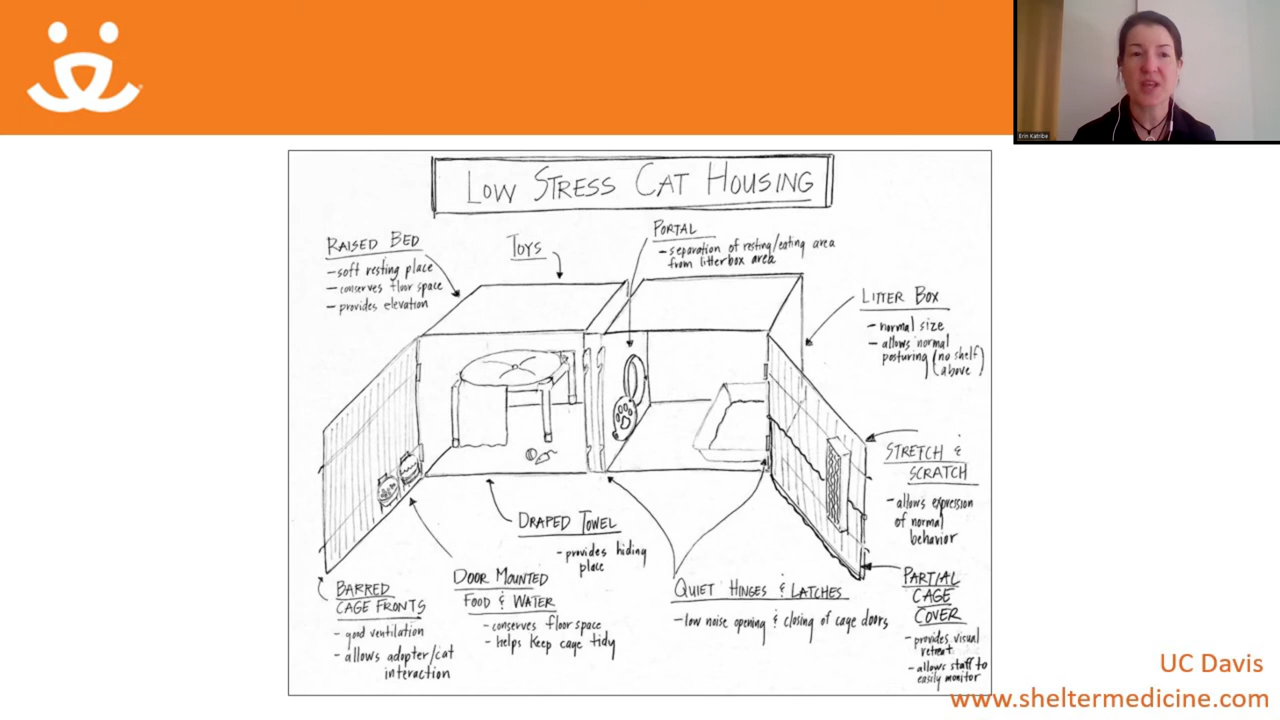 Erin Katribe
LOW STRESS CAT HOUSING
RAISED BED
- soft resting place
- conserves floor space
- provides elevation
TOYS
PORTAL
- separation of resting/eating area
from litterbox area
LITTER BOX
- normal size
- allows normal
posturing (no shelf above)
STRETCH &
SCRATCH
- allows expression
of normal
behavior
DRAPED TOWEL
- provides hiding
place
BARRED
CAGE FRONTS
- good ventilation
- allows adopter/cat
interaction
DOOR MOUNTED
FOOD & WATER
- conserves floor space
- helps keep cage tidy
QUIET HINGES & LATCHES
- low noise opening & closing of cage doors
PARTIAL
CAGE
COVER
- provides visual
retreat
- allows staff to
easily monitor
UC Davis
www.sheltermedicine.com